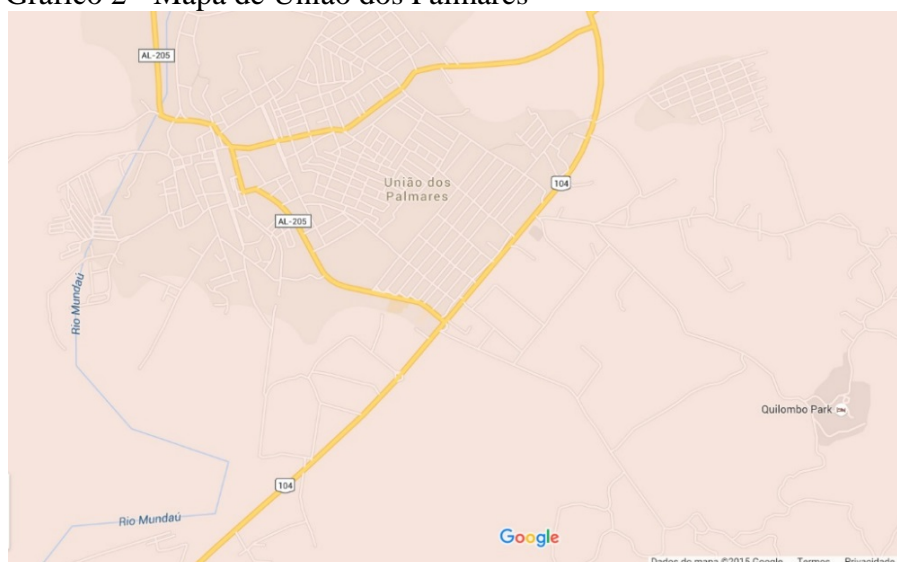 Gráfico 2 - Mapa de União dos Palmares
AL-205
104
União dos
Palmares
AL-205
Rio Mundaú
Quilombo Park
104
Rio Mundaú
Google
Dados do mapa ©2015 Google Termos Privacidade